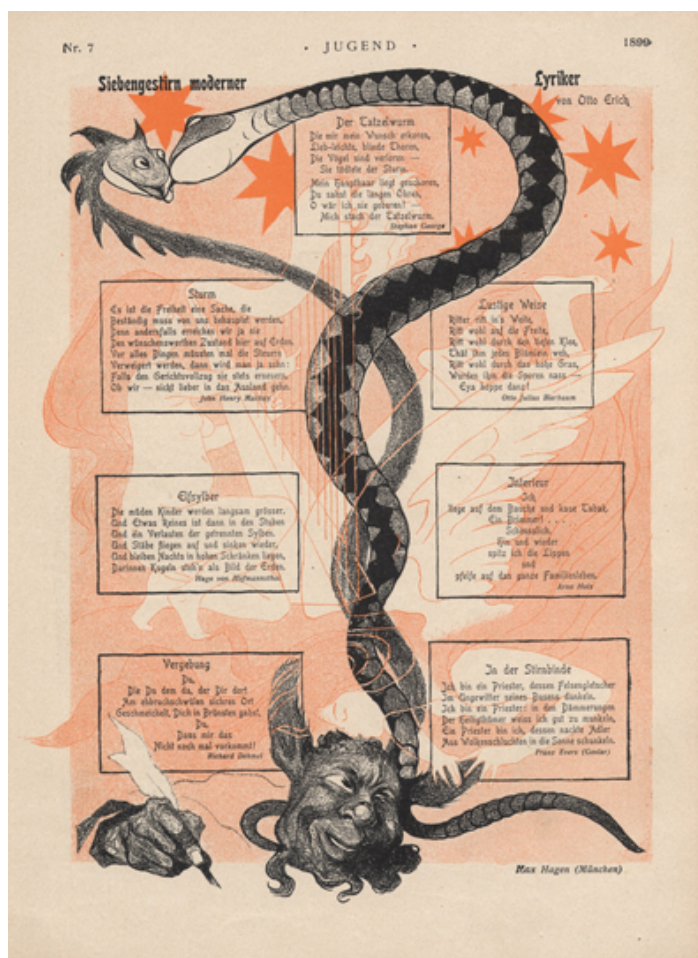 Nr. 7
· JUGEND ·
1899
Siebengestirn moderner Lyriker
von Otto Erich
Der Tatzelwurm
Die mir mein Wunsch erkoren,
Lieb-leichte, blinde Thoren,
Die Vögel sind verloren —
Sie tödtete der Sturm.
Mein Haupthaar liegt geschoren,
Du sahst die langen Ohren,
O wär ich nie geboren! —
Mich stach der Tatzelwurm.
Stephan George
Sturm
Es ist die Freiheit eine Sache, die
Beständig muss von uns behauptet werden,
Denn andernfalls erreichen wir ja nie
Den wünschenswerthen Zustand hier auf Erden.
Vor allen Dingen müssten mal die Steuern
Verweigert werden, dann wird man ja sehn:
Falls den Gerichtsvollzug sie stets erneuern,
Ob wir — nicht lieber in das Ausland gehn.
John Henry Mackay
Lustige Weise
Ritter ritt in's Weite,
Ritt wohl auf die Freite,
Ritt wohl durch den tiefen Klee,
Thät ihm jedes Blümlein weh,
Ritt wohl durch das hohe Gras,
Wurden ihm die Sporen nass —
Eya poppeia danz!
Otto Julius Bierbaum
Elfsylber
Die müden Kinder werden langsam grösser.
Und Etwas Reines ist dann in den Stuben
Und ein Verlauten der getrennten Sylben.
Und Stäbe fliegen auf und sinken wieder,
Und bleiben Nachts in hohen Schränken liegen,
Darinnen Kugeln als Bild der Erden.
Hugo von Hofmannsthal
Interieur
Ich
liege auf dem Bauche und kaue Tabak.
Ein Brauner! . . . .
Scheusslich.
Hin und wieder
spitz ich die Lippen
und
pfeife auf das ganze Familienleben.
Arno Holz
Vergebung
Du,
Die Du dem da, der Dir dort
Am ehbruchschwülen sichren Ort
Geschmeichelt, Dich in Brünsten gabst,
Du,
Dass mir das
Nicht noch mal vorkommt!
Richard Dehmel
In der Stirnbinde
Ich bin ein Priester, dessen Felsengletscher
Im Gewitter seinen Busens dunkeln.
Ich bin ein Priester: in den Dämmerungen
Der Heiligthümer weiss ich gut zu munkeln,
Ein Priester bin ich, dessen nackte Adler
Aus Wolkenschluchten in die Sonne schunkeln.
Franz Evers (Goslar)
Max Hagen (München)